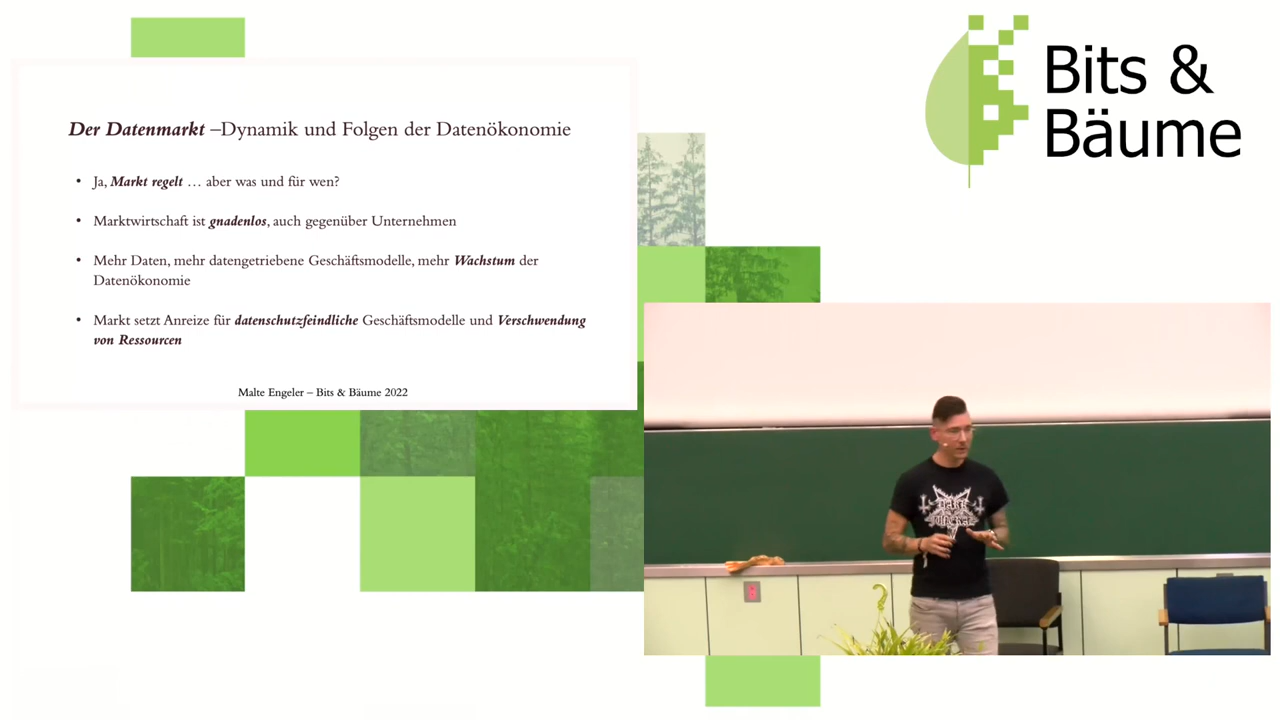 Der Datenmarkt –Dynamik und Folgen der Datenökonomie
• Ja, Markt regelt … aber was und für wen?
• Marktwirtschaft ist gnadenlos, auch gegenüber Unternehmen
• Mehr Daten, mehr datengetriebene Geschäftsmodelle, mehr Wachstum der
Datenökonomie
• Markt setzt Anreize für datenschutzfeindliche Geschäftsmodelle und Verschwendung
von Ressourcen
Malte Engeler – Bits & Bäume 2022
Bits &
Bäume
DARK
FUNERAL